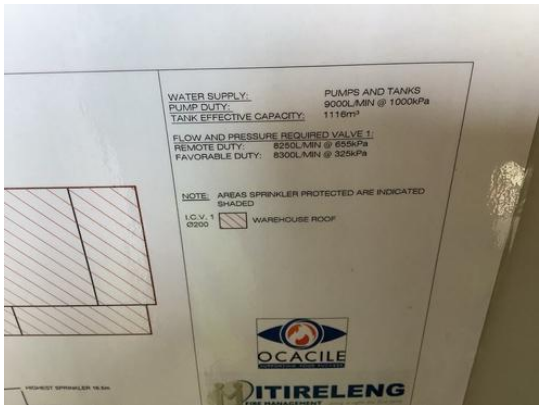 WATER SUPPLY: PUMPS AND TANKS
PUMP DUTY: 9000L/MIN @ 1000kPa
TANK EFFECTIVE CAPACITY: 1116m³
FLOW AND PRESSURE REQUIRED VALVE 1:
REMOTE DUTY: 8250L/MIN @ 655kPa
FAVORABLE DUTY: 8300L/MIN @ 325kPa
NOTE: AREAS SPRINKLER PROTECTED ARE INDICATED
SHADED
I.C.V. 1
Ø200 WAREHOUSE ROOF
OCACILE
HIGHEST SPRINKLER 16.5m
ITIRELENG
FIRE MANAGEMENT